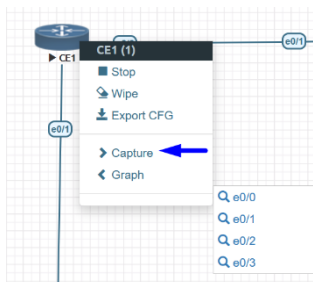 CE1 (1)
e0/1
CE1
Stop
Wipe
Export CFG
e0/1
Capture
Graph
e0/0
e0/1
e0/2
e0/3